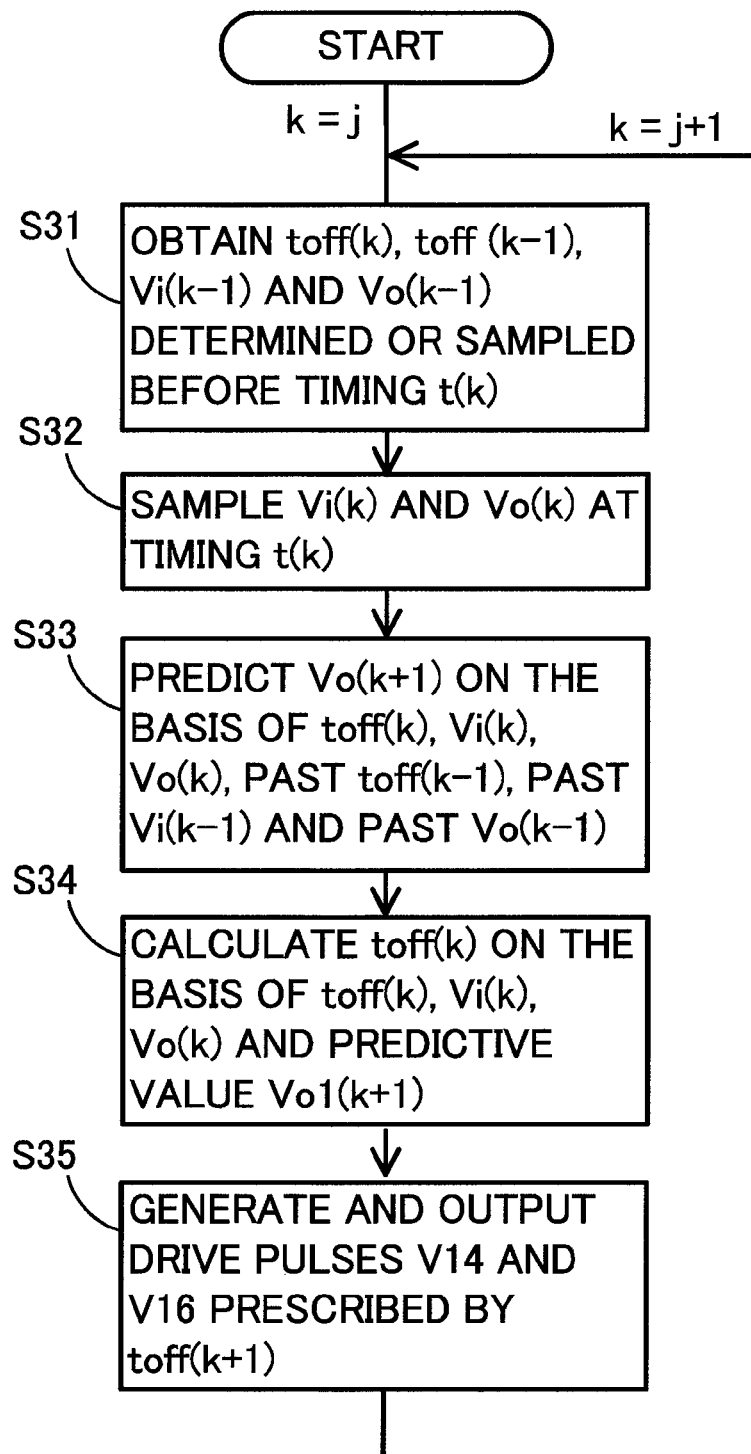 START
k = j
k = j+1
S31
OBTAIN toff(k), toff (k-1),
Vi(k-1) AND Vo(k-1)
DETERMINED OR SAMPLED
BEFORE TIMING t(k)
S32
SAMPLE Vi(k) AND Vo(k) AT
TIMING t(k)
S33
PREDICT Vo(k+1) ON THE
BASIS OF toff(k), Vi(k),
Vo(k), PAST toff(k-1), PAST
Vi(k-1) AND PAST Vo(k-1)
S34
CALCULATE toff(k) ON THE
BASIS OF toff(k), Vi(k),
Vo(k) AND PREDICTIVE
VALUE Vo1(k+1)
S35
GENERATE AND OUTPUT
DRIVE PULSES V14 AND
V16 PRESCRIBED BY
toff(k+1)